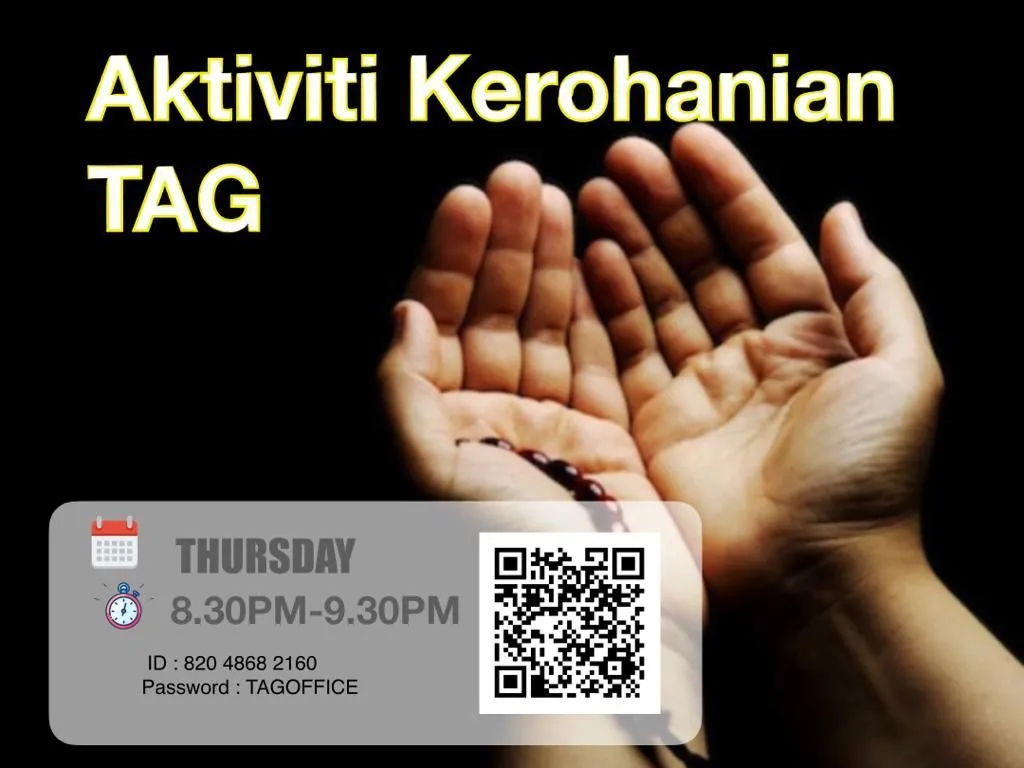 Aktiviti Kerohanian
TAG
THURSDAY
8.30PM-9.30PM
ID : 820 4868 2160
Password : TAGOFFICE